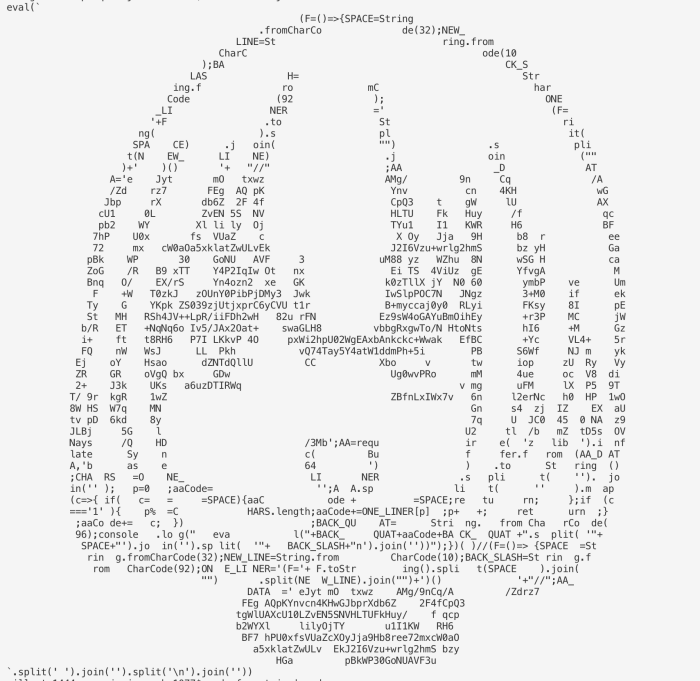 eval(`
(F=()=>{SPACE=String
.fromCharCo de(32);NEW_
LINE=St ring.from
CharC ode(10
);BA CK_S
LAS H= Str
ing.f ro mC har
Code (92 ); ONE
_LI NER =' (F=
'+F .to St ri
ng( ).s pl it(
SPA CE) .j oin( "") .s pli
t(N EW_ LI NE) .j oin (""
)+' )() '+ "//" ;AA _D AT
A='e Jyt mO txwz AMg/ 9n Cq /A
/Zd rz7 FEg AQ pK Ynv cn 4KH wG
Jbp rX db6Z 2F 4f CpQ3 t gW lU AX
cU1 0L ZvEN 5S NV HLTU Fk Huy /f qc
pb2 WY Xl li ly Oj TYu1 I1 KWR H6 BF
7hP U0x fs VUaZ c X Oy Jja 9H b8 r ee
72 mx cW0aOa5xklatZwULvEk J2I6Vzu+wrlg2hmS bz yH Ga
pBk WP 30 GoNU AVF 3 uM88 yz WZhu 8N wSG H ca
ZoG /R B9 xTT Y4P2IqIw Ot nx Ei TS 4ViUz gE YfvgA M
Bnq O/ EX/rS Yn4ozn2 xe GK k0zTllX jY N0 60 ymbP ve Um
F +W T0zkJ zOUnY0PibPjDMy3 Jwk IwSlpPOC7N JNgz 3+M0 if ek
Ty G YKpk ZS039zjUtjxprC6yCVU t1r B+myccaj0y0 RLyi FKsy 8I pE
St MH RSh4JV++LpR/iiFDh2wH 82u rFN Ez9sW4oGAYuBmOihEy +r3P MC jW
b/R ET +NqNq6o Iv5/JAx2Oat+ swaGLH8 vbbgRxgwTo/N HtoNts hI6 +M Gz
i+ ft t8RH6 P7I LKkvP 4O pxWi2hpU02WgEAxbAnkckc+Wwak EfBC +Yc VL4+ 5r
FQ nW WsJ LL Pkh vQ74Tay5Y4atW1ddmPh+5i PB S6Wf NJ m yk
Ej oY Hsao dZNTdQllU CC Xbo v tw iop zU Ry Vy
ZR GR oVgQ bx GDw Ug0wvPRo mM 4ue oc V8 di
2+ J3k UKs a6uzDTIRWq v mg uFM lX P5 9T
T/ 9r kgR 1wZ ZBfnLxIWx7v 6n l2erNc h0 HP 1wO
8W HS W7q MN Gn s4 zj IZ EX aU
tv pD 6kd 8y 7q U JC0 45 0 NA z9
JLBj 5G l U2 tl /b mZ tD5s OV
Nays /Q HD /3Mb';AA=requ ir e( 'z lib ').i nf
late Sy n c( Bu f fer.f rom (AA_D AT
A,'b as e 64 ') ) .to St ring ()
;CHA RS =O NE_ LI NER .s pli t( ''). jo
in('' ); p=0 ;aaCode= '';A A.sp li t( '' ).m ap
(c=>{ if( c= = =SPACE){aaC ode + =SPACE;re tu rn; };if (c
==='1' ){ p% =C HARS.length;aaCode+=ONE_LINER[p] ;p+ +; ret urn ;}
;aaCo de+= c; }) ;BACK_QU AT= Stri ng. from Cha rCo de(
96);console .lo g(" eva l("+BACK_ QUAT+aaCode+BA CK_ QUAT +".s plit( '"+
SPACE+"').jo in('').sp lit( '"+ BACK_SLASH+"n').join(''))");})( )//(F=()=> {SPACE =St
rin g.fromCharCode(32);NEW_LINE=String.from CharCode(10);BACK_SLASH=St rin g.f
rom CharCode(92);ON E_LI NER='(F='+ F.toStr ing().spli t(SPACE ).join(
"") .split(NE W_LINE).join("")+')() '+"//";AA_
DATA =' eJyt mO txwz AMg/9nCq/A /Zdrz7
FEg AQpKYnvcn4KHwGJbprXdb6Z 2F4fCpQ3
tgWlUAXcU10LZvEN5SNVHLTUFkHuy/ f qcp
b2WYXl lilyOjTY u1I1KW RH6
BF7 hPU0xfsVUaZcXOyJja9Hb8ree72mxcW0aO
a5xklatZwULv EkJ2I6Vzu+wrlg2hmS bzy
HGa pBkWP30GoNUAVF3u
`.split(' ').join('').split('\n').join(''))